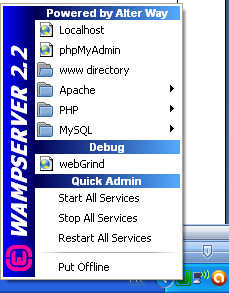 Powered by Alter Way
Localhost
phpMyAdmin
www directory
Apache
PHP
MySQL
Debug
webGrind
Quick Admin
Start All Services
Stop All Services
Restart All Services
Put Offline
WAMPSERVER 2.2